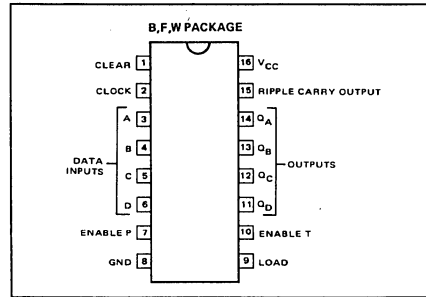 B,F,W PACKAGE
CLEAR 1 16 VCC
CLOCK 2 15 RIPPLE CARRY OUTPUT
A 3 14 QA
B 4 13 QB
DATA INPUTS OUTPUTS
C 5 12 QC
D 6 11 QD
ENABLE P 7 10 ENABLE T
GND 8 9 LOAD